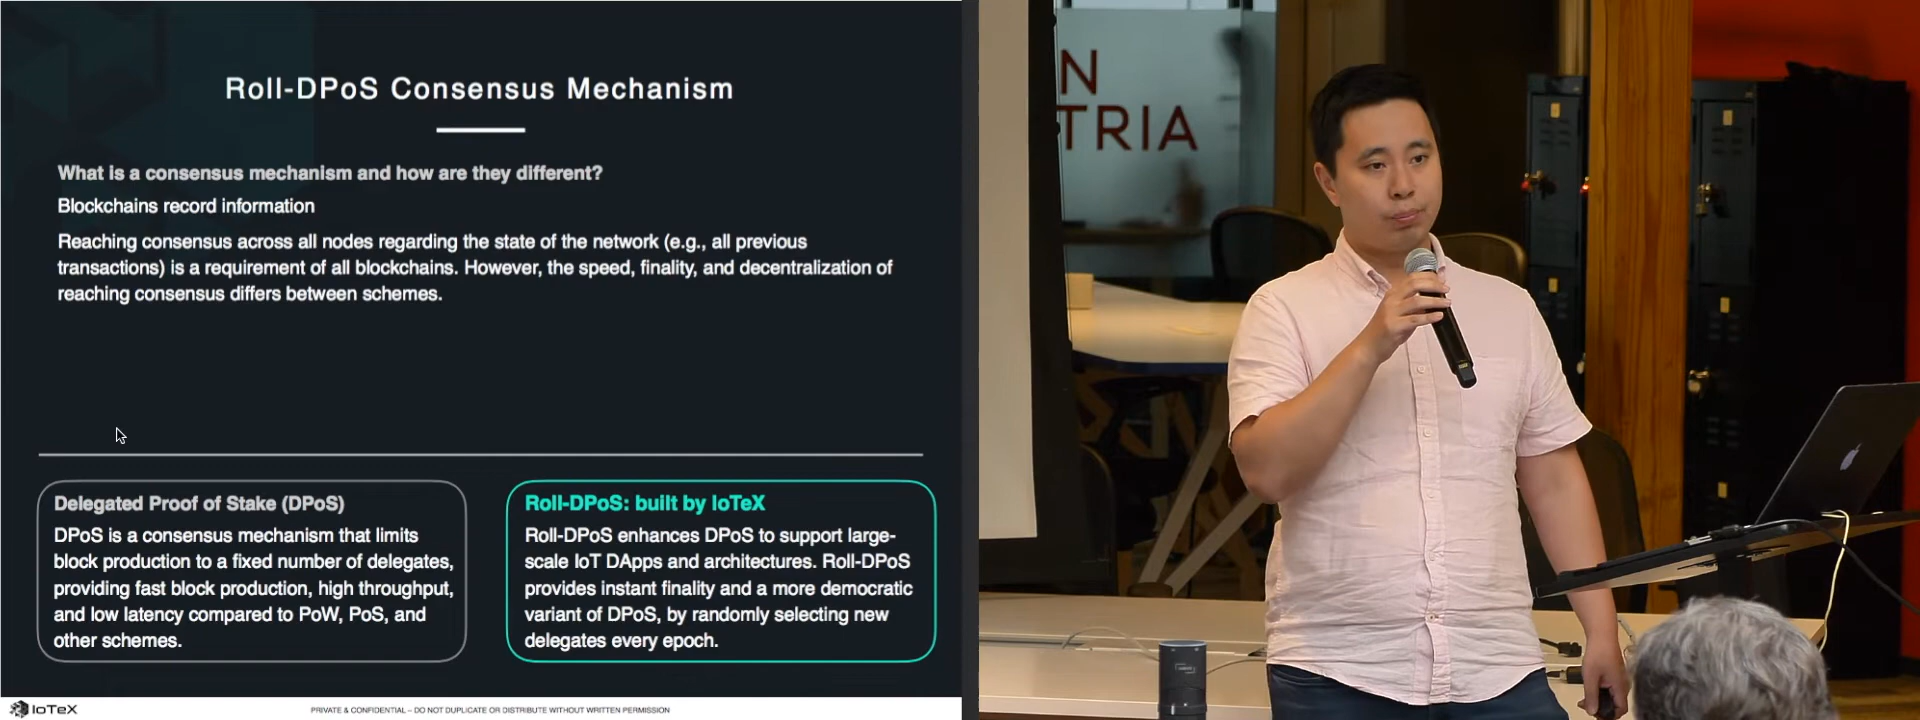 Roll-DPoS Consensus Mechanism
What is a consensus mechanism and how are they different?
Blockchains record information
Reaching consensus across all nodes regarding the state of the network (e.g., all previous
transactions) is a requirement of all blockchains. However, the speed, finality, and decentralization of
reaching consensus differs between schemes.
Delegated Proof of Stake (DPoS)
DPoS is a consensus mechanism that limits
block production to a fixed number of delegates,
providing fast block production, high throughput,
and low latency compared to PoW, PoS, and
other schemes.
Roll-DPoS: built by IoTeX
Roll-DPoS enhances DPoS to support large-
scale IoT DApps and architectures. Roll-DPoS
provides instant finality and a more democratic
variant of DPoS, by randomly selecting new
delegates every epoch.
IoTeX
PRIVATE & CONFIDENTIAL – DO NOT DUPLICATE OR DISTRIBUTE WITHOUT WRITTEN PERMISSION
N
TRIA